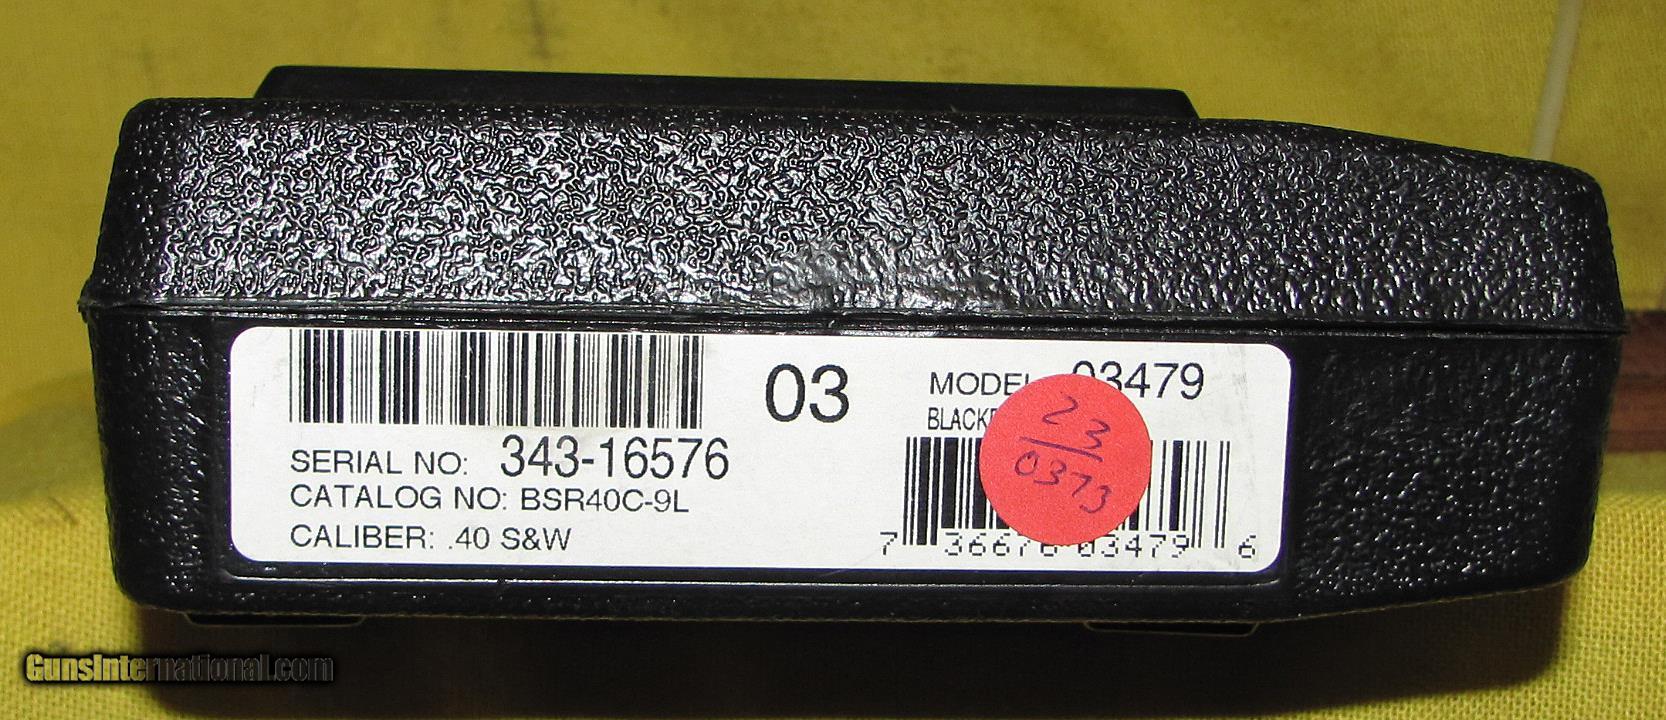 03
MODEL 03479
BLACK
SERIAL NO: 343-16576
CATALOG NO: BSR40C-9L
CALIBER: .40 S&W
23
0373
7 36676 03479 6
GunsInternational.com